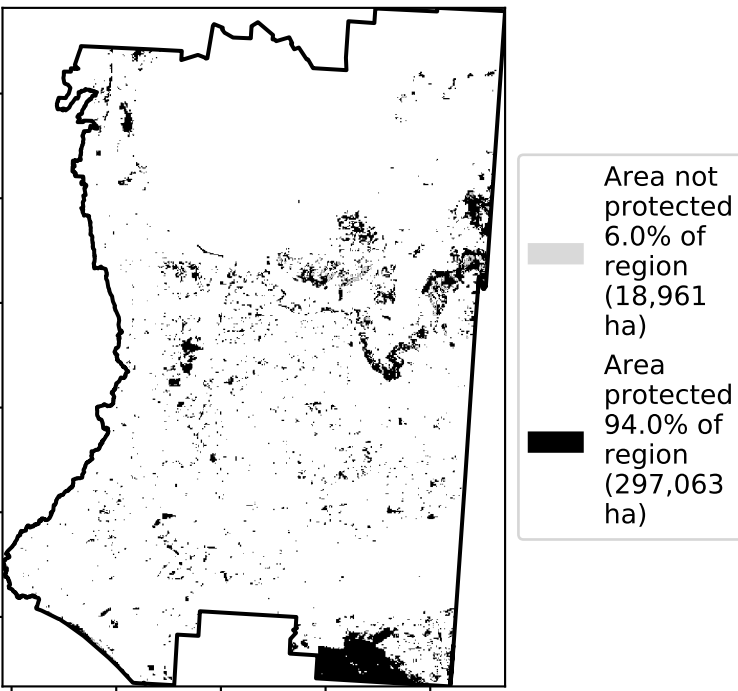 Area not
protected
6.0% of
region
(18,961
ha)
Area
protected
94.0% of
region
(297,063
ha)